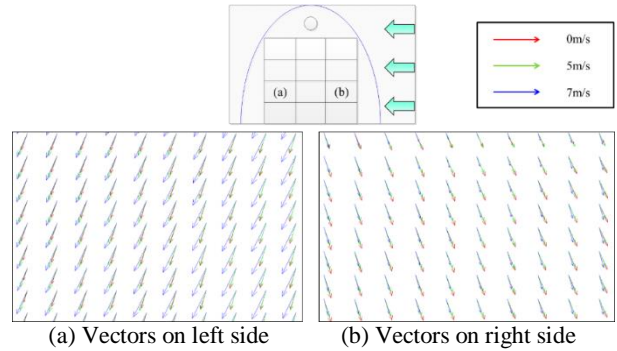 0m/s
5m/s
7m/s
(a)
(b)
(a) Vectors on left side
(b) Vectors on right side